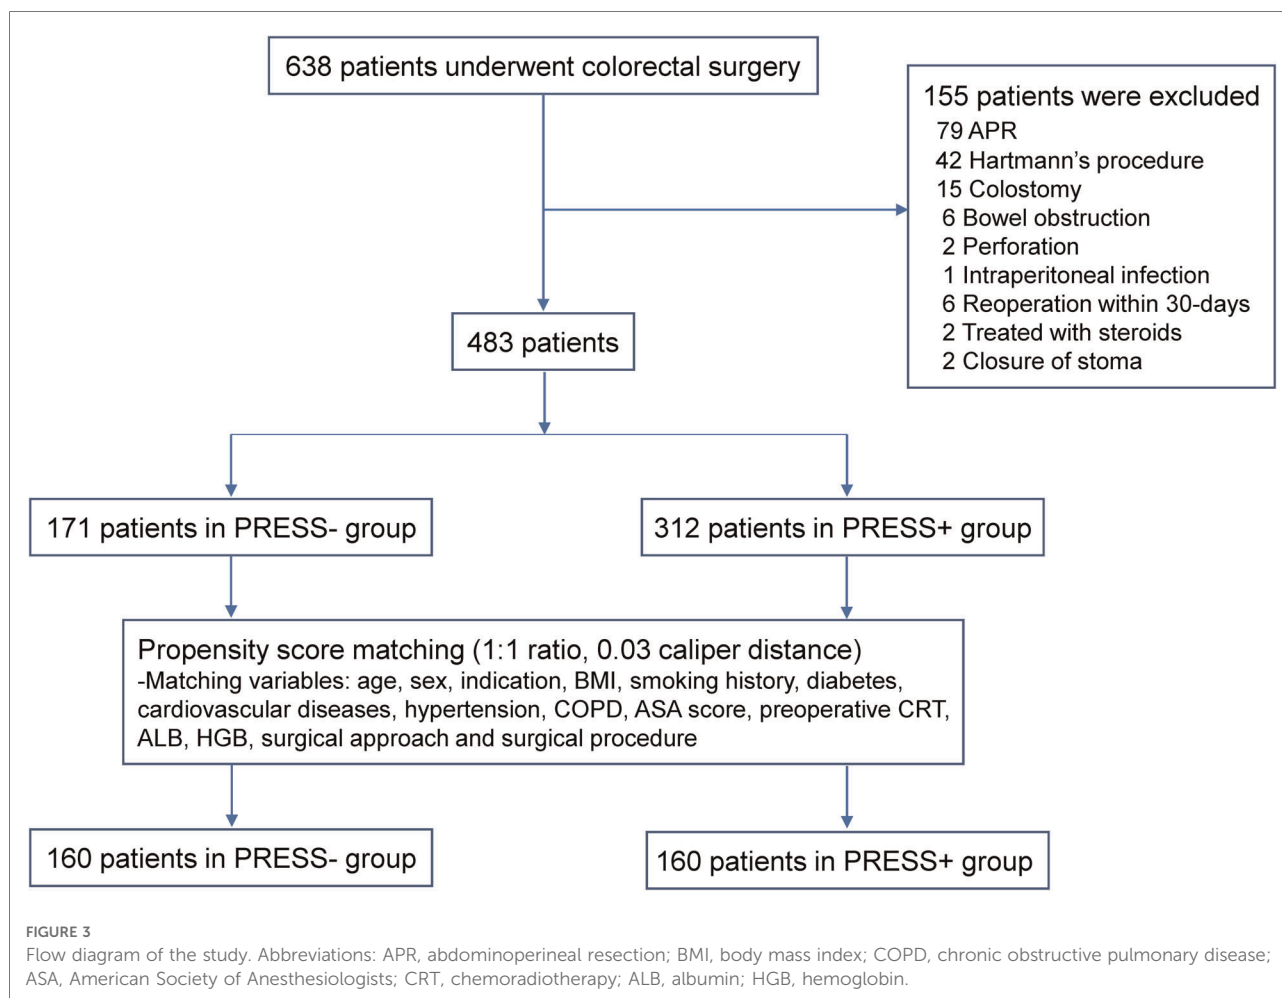 638 patients underwent colorectal surgery
155 patients were excluded
79 APR
42 Hartmann's procedure
15 Colostomy
6 Bowel obstruction
2 Perforation
1 Intraperitoneal infection
6 Reoperation within 30-days
2 Treated with steroids
2 Closure of stoma
483 patients
171 patients in PRESS- group
312 patients in PRESS+ group
Propensity score matching (1:1 ratio, 0.03 caliper distance)
-Matching variables: age, sex, indication, BMI, smoking history, diabetes,
cardiovascular diseases, hypertension, COPD, ASA score, preoperative CRT,
ALB, HGB, surgical approach and surgical procedure
160 patients in PRESS- group
160 patients in PRESS+ group
FIGURE 3
Flow diagram of the study. Abbreviations: APR, abdominoperineal resection; BMI, body mass index; COPD, chronic obstructive pulmonary disease;
ASA, American Society of Anesthesiologists; CRT, chemoradiotherapy; ALB, albumin; HGB, hemoglobin.